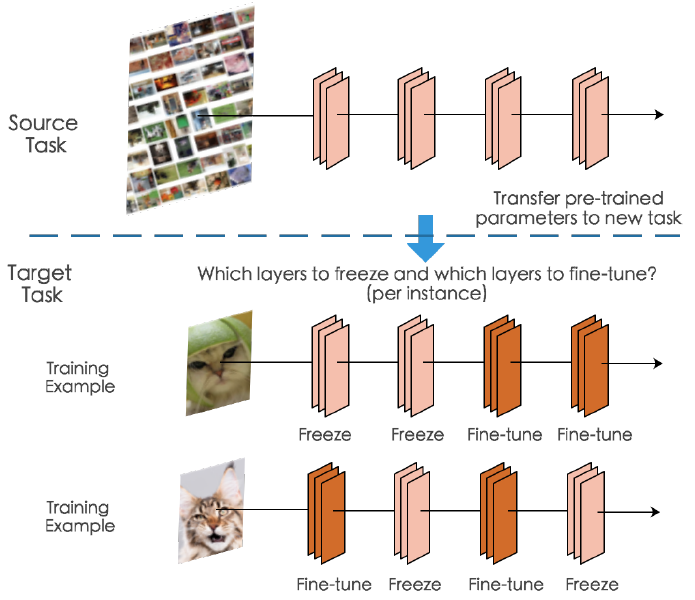 Source
Task
Transfer pre-trained
parameters to new task
Target
Task
Which layers to freeze and which layers to fine-tune?
(per instance)
Training
Example
Freeze Freeze Fine-tune Fine-tune
Training
Example
Fine-tune Freeze Fine-tune Freeze